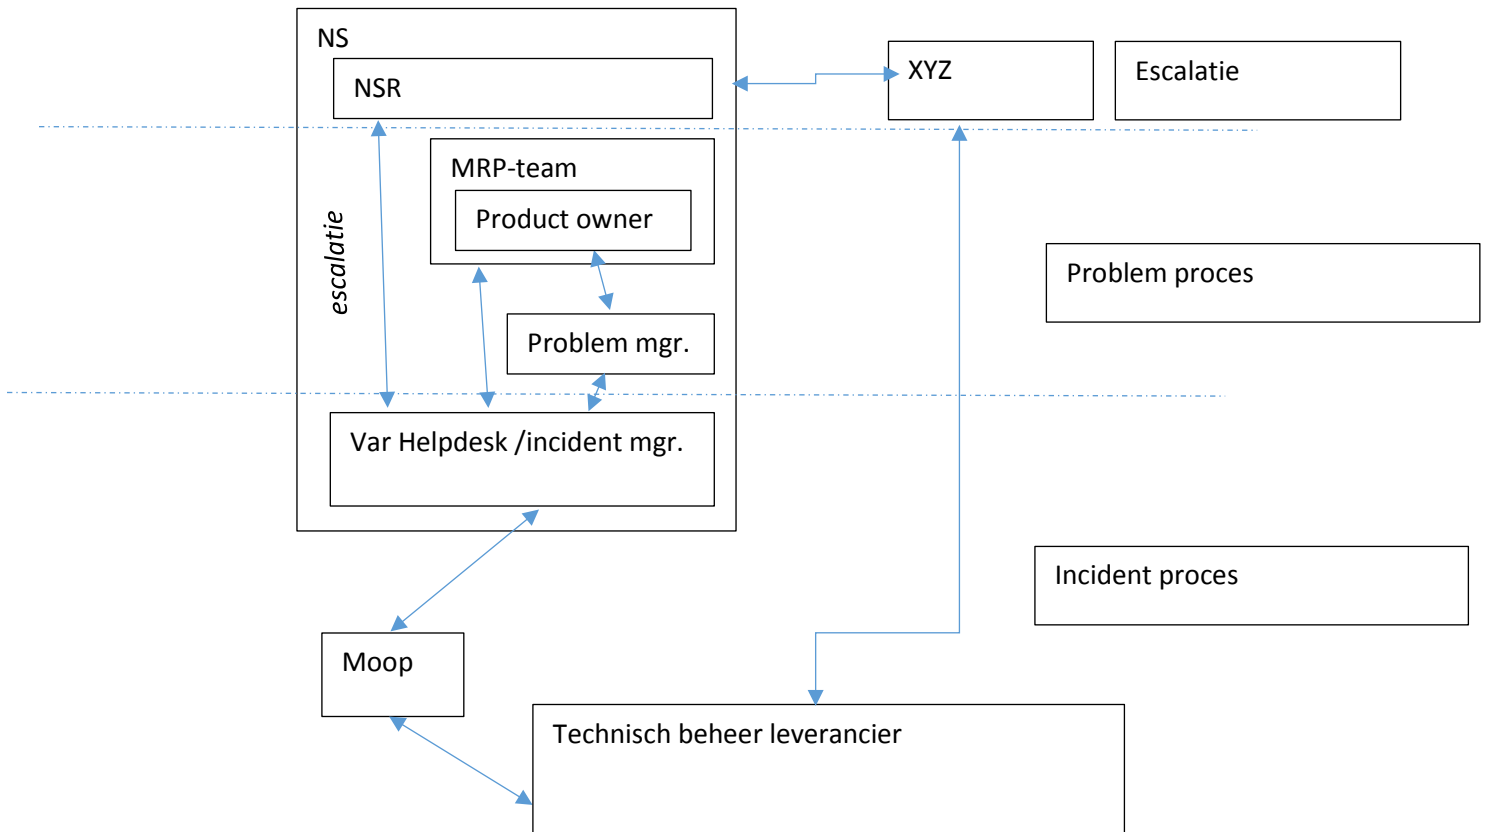 NS
NSR
XYZ
Escalatie
MRP-team
Product owner
escalatie
Problem proces
Problem mgr.
Var Helpdesk /incident mgr.
Incident proces
Moop
Technisch beheer leverancier